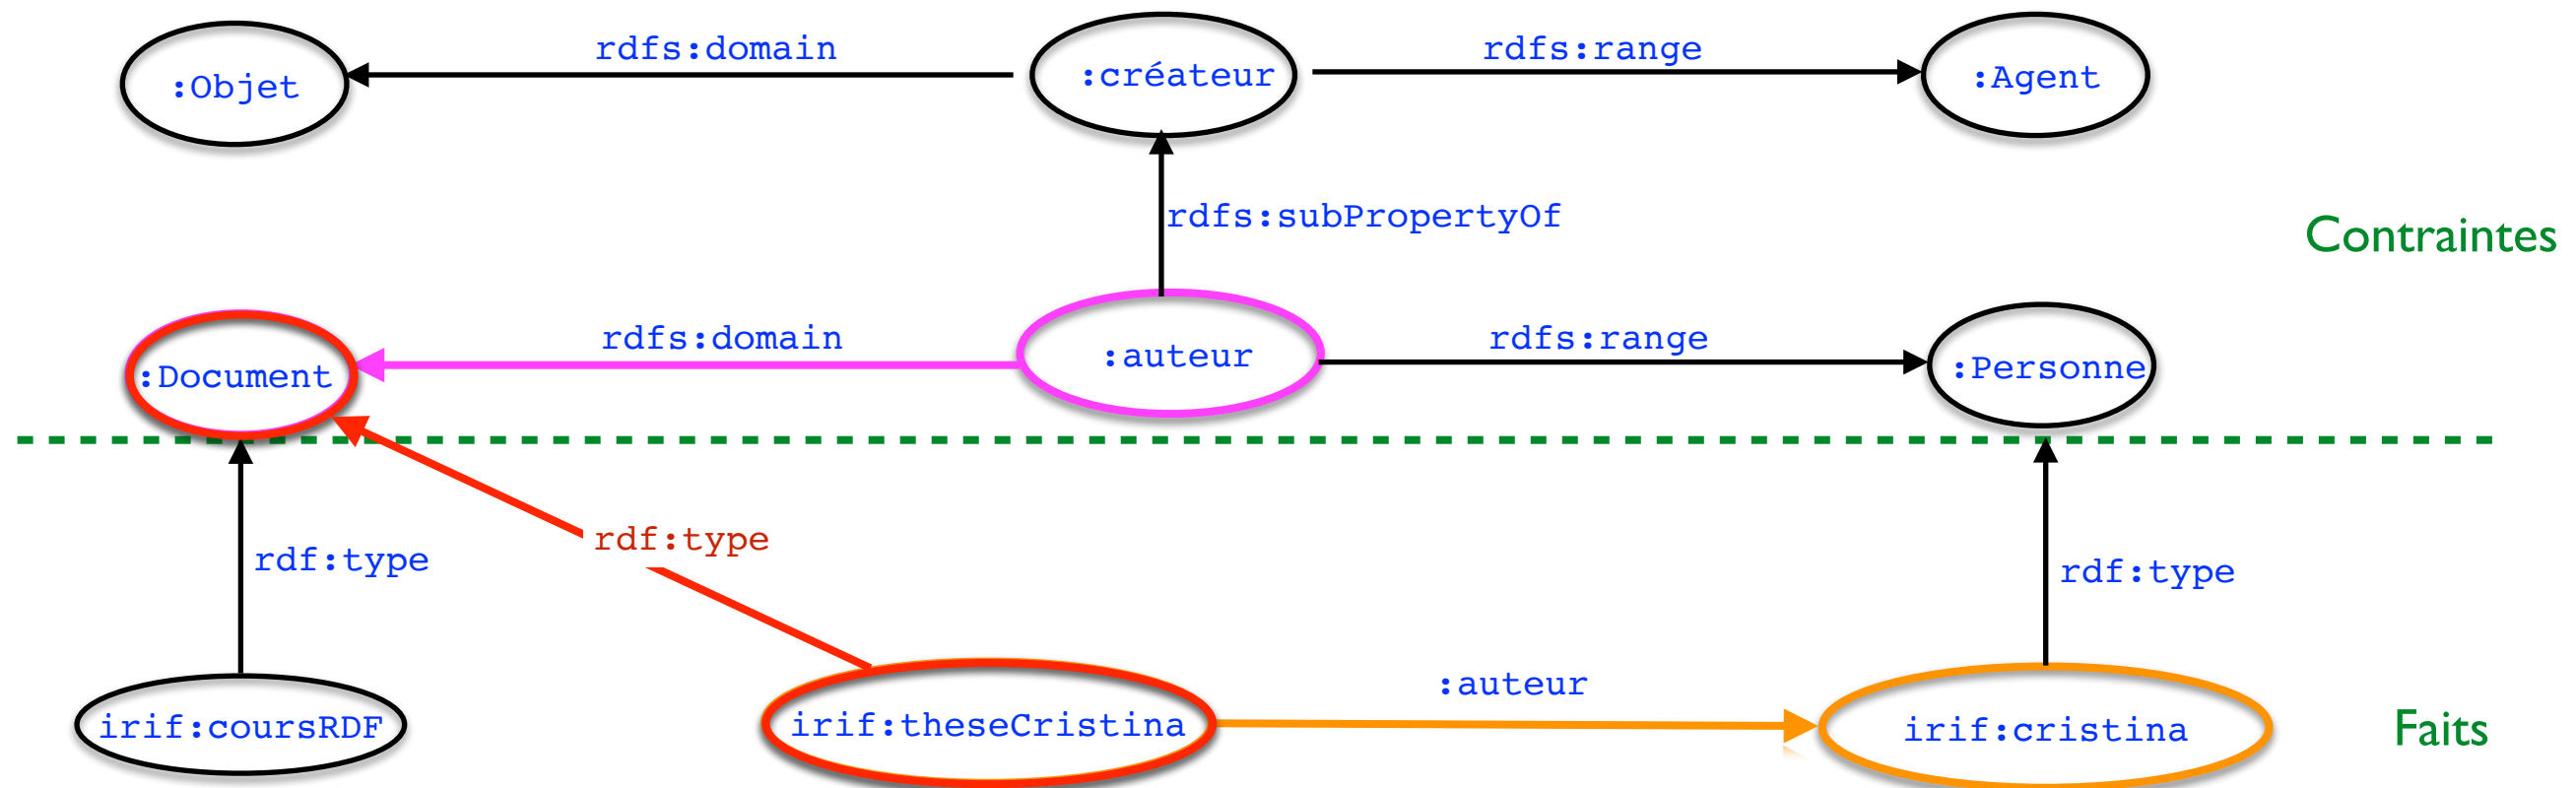 rdfs:domain
rdfs:range
:Objet
:créateur
:Agent
rdfs:subPropertyOf
Contraintes
rdfs:domain
rdfs:range
:Document
:auteur
:Personne
rdf:type
rdf:type
rdf:type
:auteur
irif:coursRDF
irif:theseCristina
irif:cristina
Faits